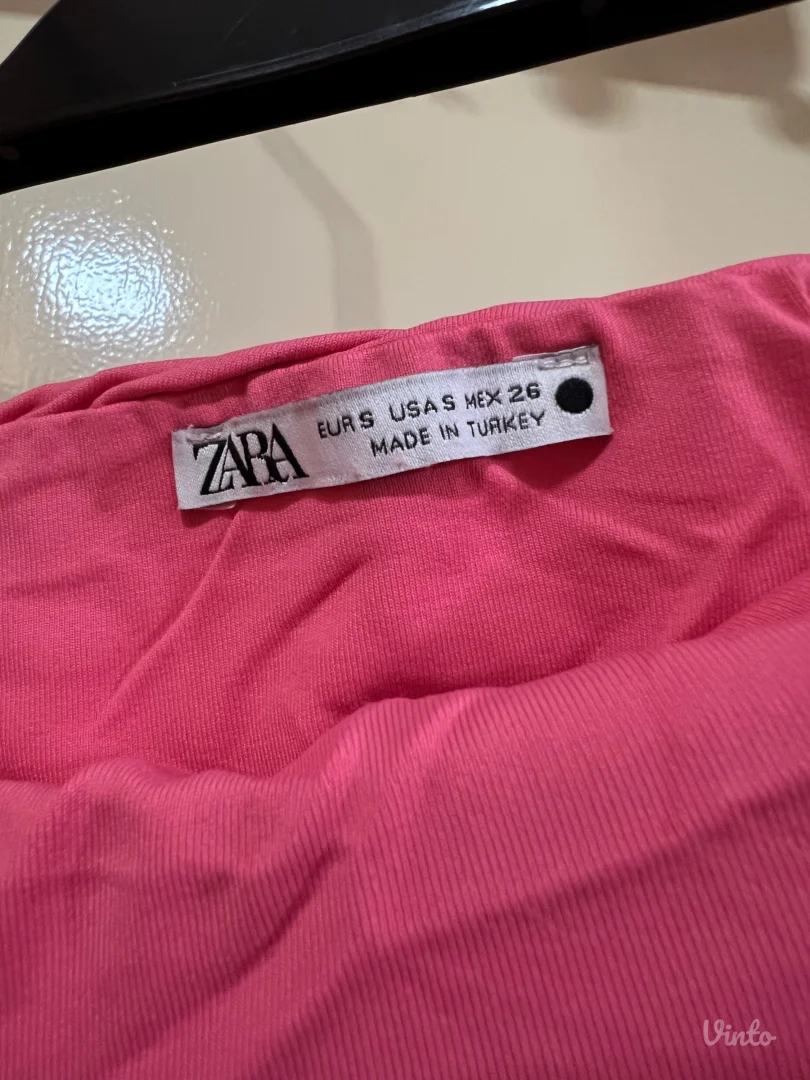 ZARA
EUR S USA S MEX 26
MADE IN TURKEY
Vinto